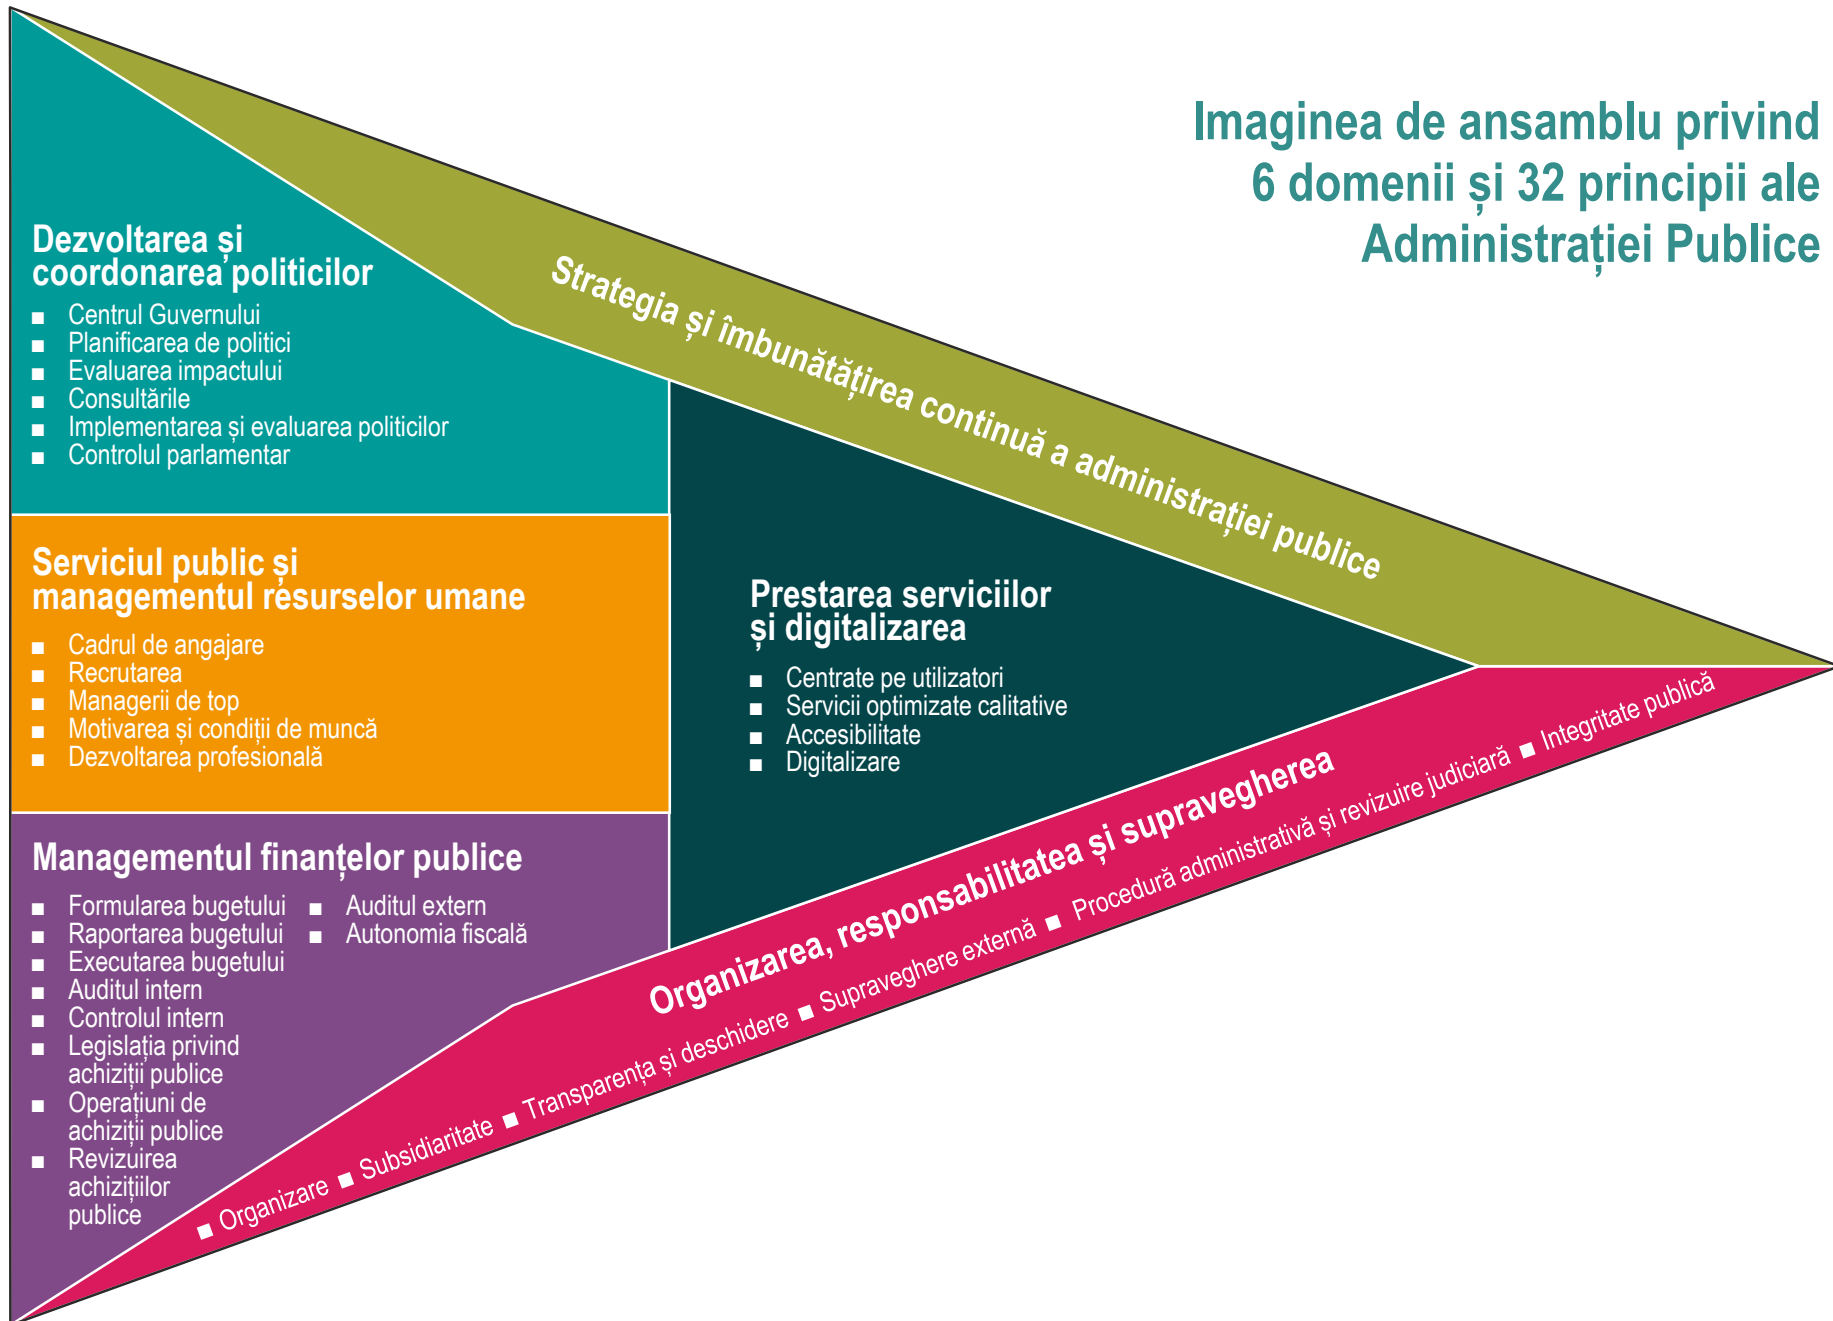 Imaginea de ansamblu privind
6 domenii și 32 principii ale
Administrației Publice
Strategia și îmbunătățirea continuă a administrației publice
Dezvoltarea și
coordonarea politicilor
■ Centrul Guvernului
■ Planificarea de politici
■ Evaluarea impactului
■ Consultările
■ Implementarea și evaluarea politicilor
■ Controlul parlamentar
Serviciul public și
managementul resurselor umane
■ Cadrul de angajare
■ Recrutarea
■ Managerii de top
■ Motivarea și condiții de muncă
■ Dezvoltarea profesională
Prestarea serviciilor
și digitalizarea
■ Centrate pe utilizatori
■ Servicii optimizate calitative
■ Accesibilitate
■ Digitalizare
Managementul finanțelor publice
■ Formularea bugetului
■ Raportarea bugetului
■ Executarea bugetului
■ Auditul intern
■ Controlul intern
■ Legislația privind
achiziții publice
■ Operațiuni de
achiziții publice
■ Revizuirea
achizițiilor
publice
■ Auditul extern
■ Autonomia fiscală
Organizarea, responsabilitatea și supravegherea
■ Organizare ■ Subsidiaritate ■ Transparența și deschidere ■ Supraveghere externă ■ Procedură administrativă și revizuire judiciară ■ Integritate publică